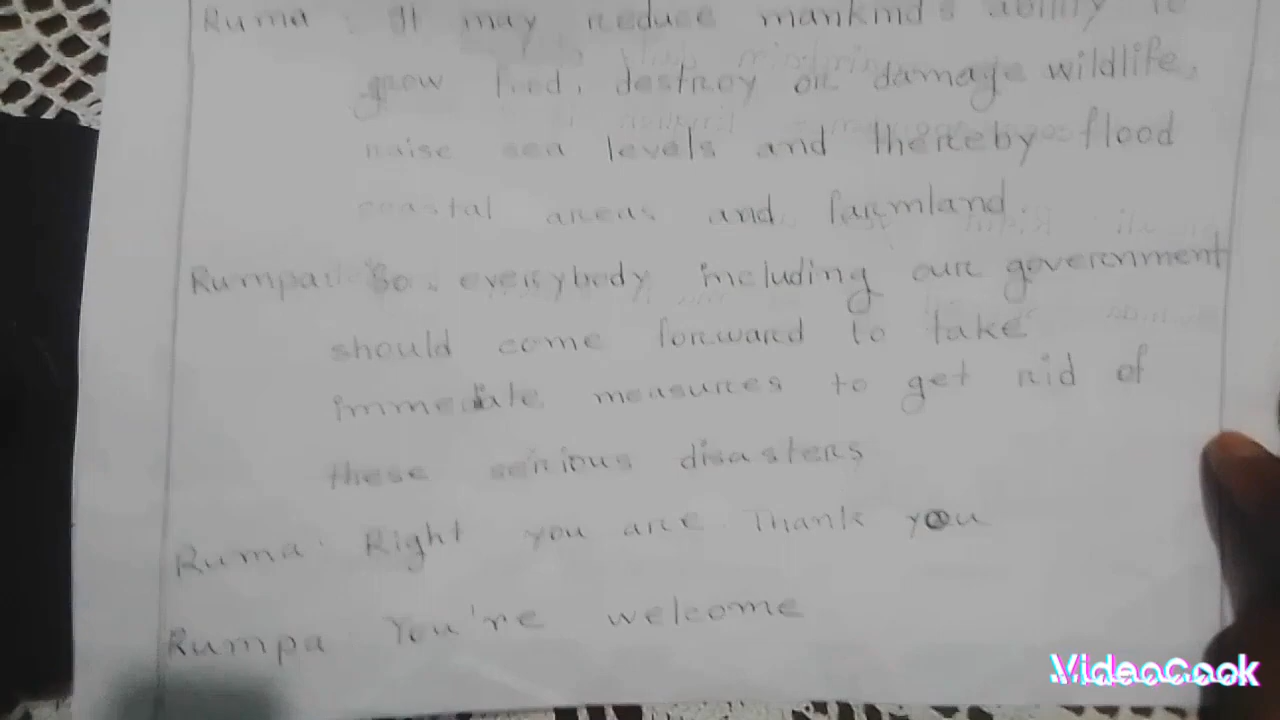 Ruma : It may reduce mankind's ability to
grow food, destroy or damage wildlife,
raise sea levels and thereby flood
coastal areas and farmland.
Rumpa: So, everybody including our government
should come forward to take
immediate measures to get rid of
these serious disasters
Ruma: Right you are. Thank you
Rumpa You're welcome
VideoCook